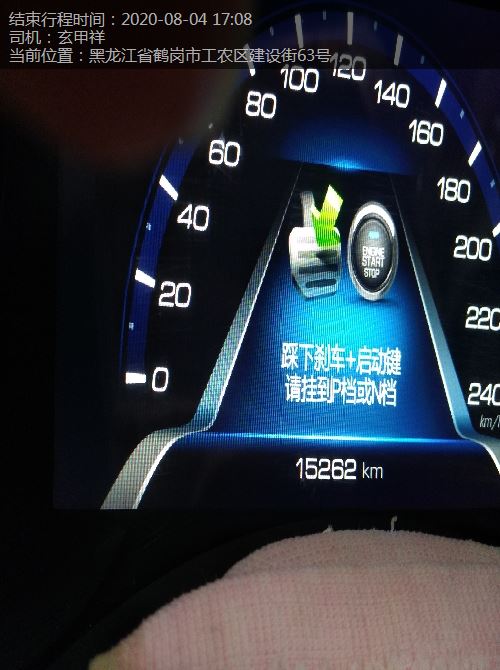 结束行程时间：2020-08-04 17:08
司机：玄甲祥
当前位置：黑龙江省鹤岗市工农区建设街63号
120
100
140
80
160
60
180
40
200
20
220
0
240
km/h
ENGINE
START
STOP
踩下刹车+启动键
请挂到P档或N档
15262 km